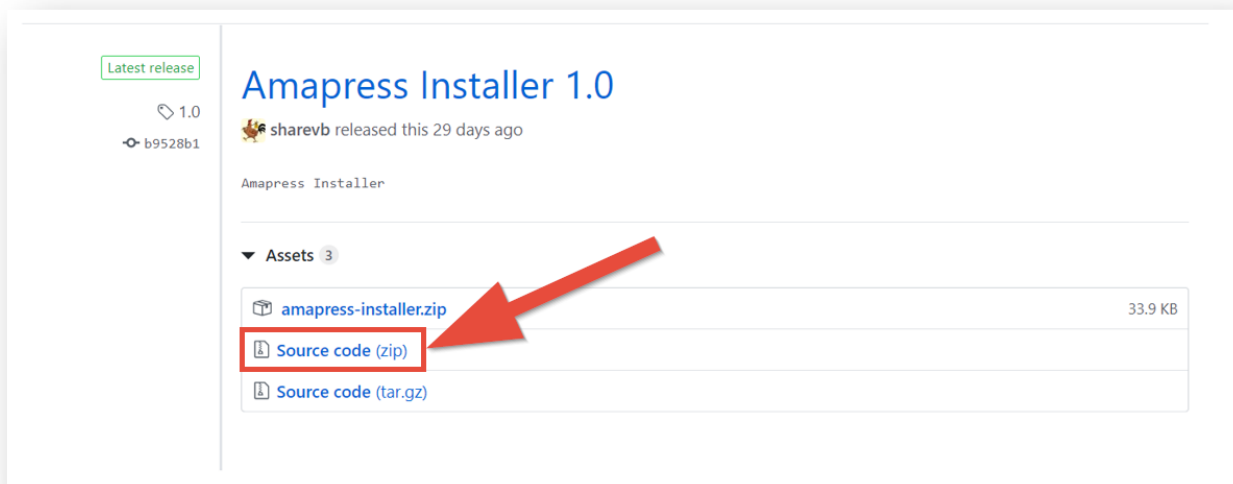 Latest release
1.0
b9528b1
Amapress Installer 1.0
sharevb released this 29 days ago
Amapress Installer
Assets 3
amapress-installer.zip 33.9 KB
Source code (zip)
Source code (tar.gz)